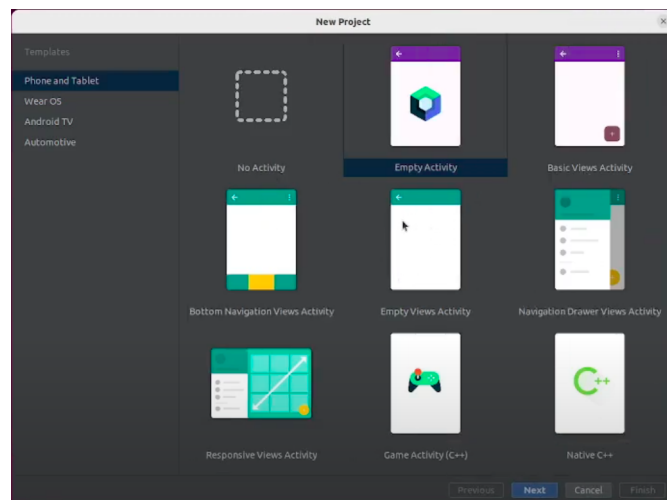 New Project
Templates
Phone and Tablet
Wear OS
Android TV
Automotive
No Activity
Empty Activity
Basic Views Activity
Bottom Navigation Views Activity
Empty Views Activity
Navigation Drawer Views Activity
Responsive Views Activity
Game Activity (C++)
Native C++
Previous
Next
Cancel
Finish